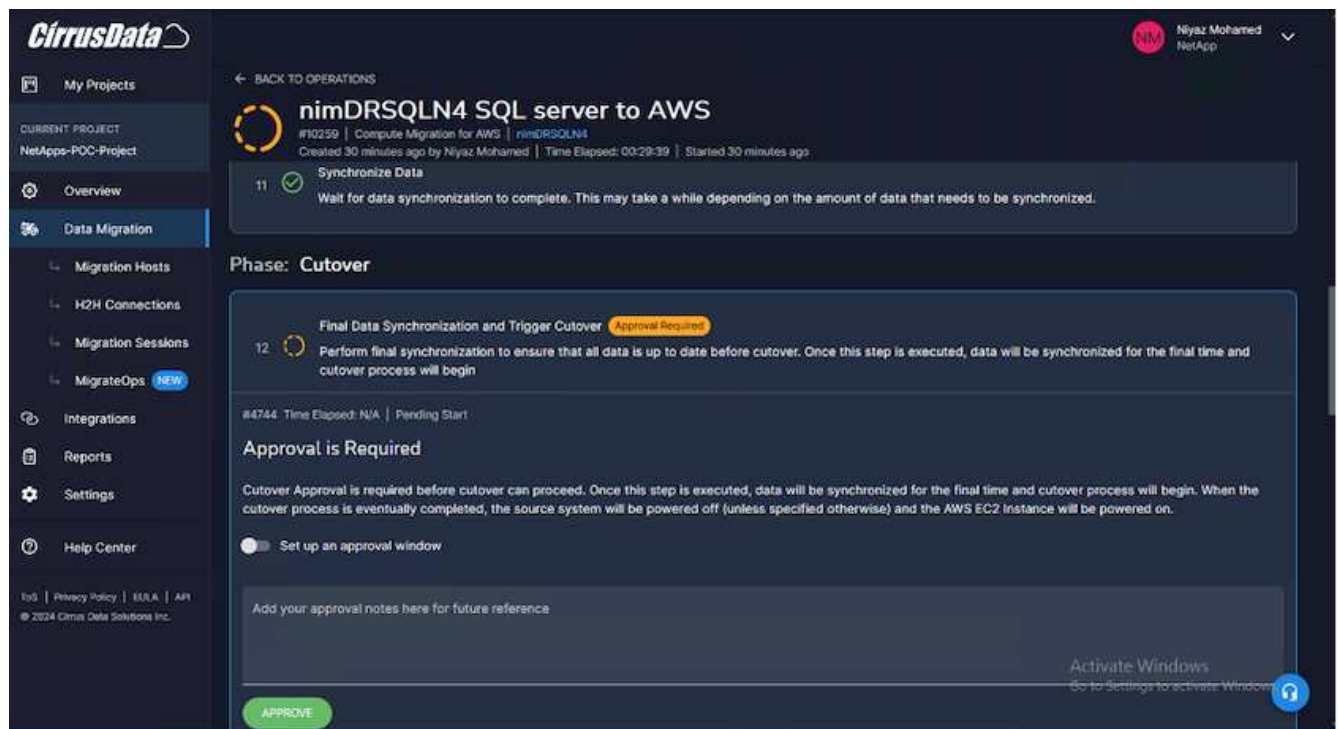 CirrusData
My Projects
CURRENT PROJECT
NetApps-POC-Project
Overview
Data Migration
Migration Hosts
H2H Connections
Migration Sessions
MigrateOps NEW
Integrations
Reports
Settings
Help Center
ToS | Privacy Policy | EULA | API
© 2024 Cirrus Data Solutions Inc.
NM
Niyaz Mohamed
NetApp
← BACK TO OPERATIONS
nimDRSQLN4 SQL server to AWS
#10259 | Compute Migration for AWS | nimDRSQLN4
Created 30 minutes ago by Niyaz Mohamed | Time Elapsed: 00:29:39 | Started 30 minutes ago
11 Synchronize Data
Wait for data synchronization to complete. This may take a while depending on the amount of data that needs to be synchronized.
Phase: Cutover
12 Final Data Synchronization and Trigger Cutover Approval Required
Perform final synchronization to ensure that all data is up to date before cutover. Once this step is executed, data will be synchronized for the final time and
cutover process will begin
#4744 Time Elapsed: N/A | Pending Start
Approval is Required
Cutover Approval is required before cutover can proceed. Once this step is executed, data will be synchronized for the final time and cutover process will begin. When the
cutover process is eventually completed, the source system will be powered off (unless specified otherwise) and the AWS EC2 Instance will be powered on.
Set up an approval window
Add your approval notes here for future reference
Activate Windows
Go to Settings to activate Windows
APPROVE